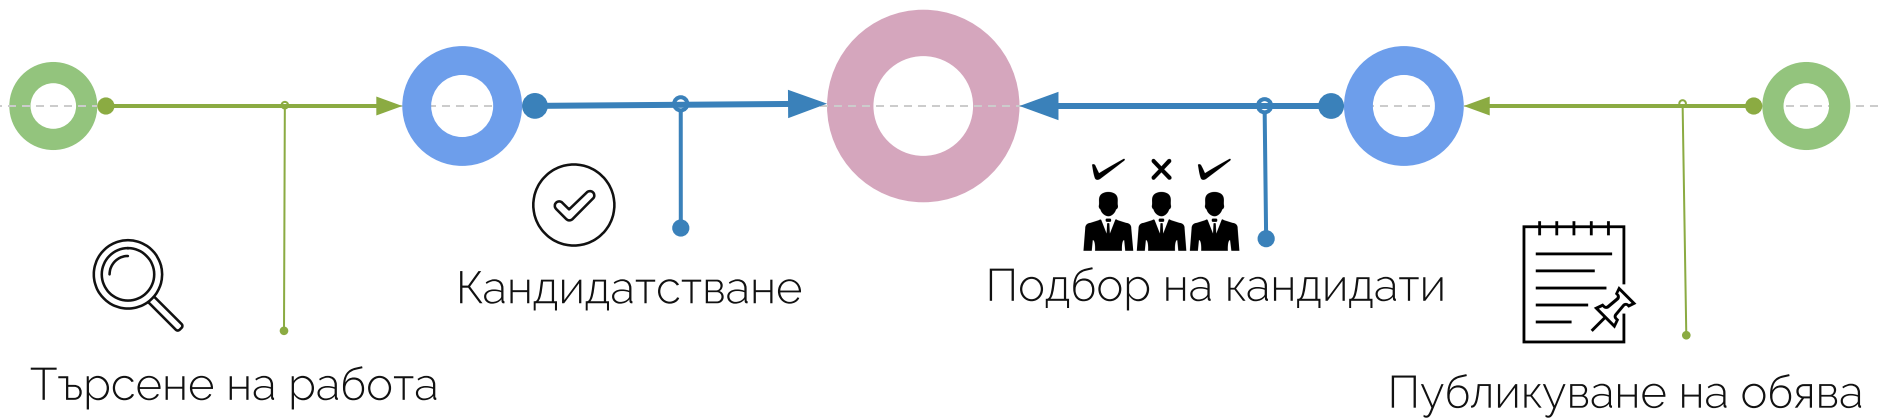 Търсене на работа
Кандидатстване
Подбор на кандидати
Публикуване на обява